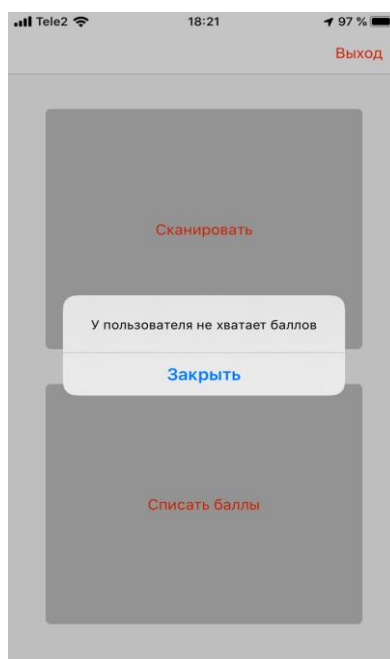 Tele2 18:21 97 %
Выход
Сканировать
У пользователя не хватает баллов
Закрыть
Списать баллы